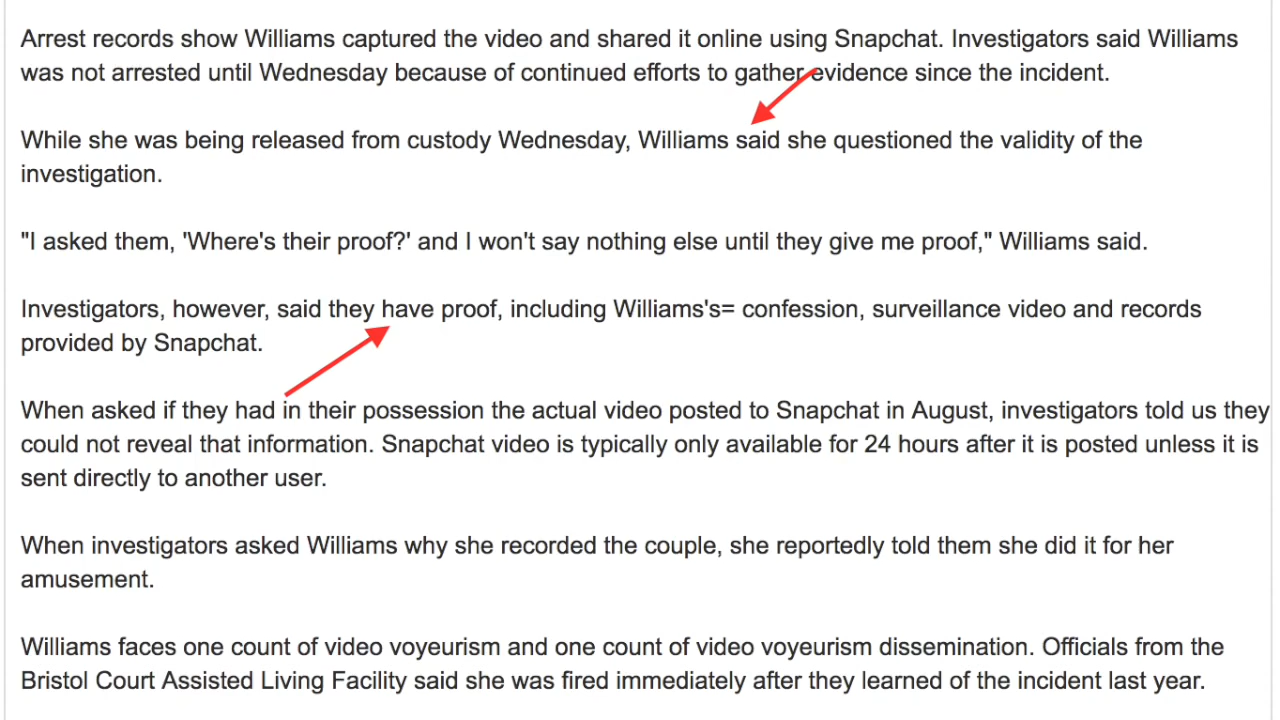 Arrest records show Williams captured the video and shared it online using Snapchat. Investigators said Williams
was not arrested until Wednesday because of continued efforts to gather evidence since the incident.
While she was being released from custody Wednesday, Williams said she questioned the validity of the
investigation.
"I asked them, 'Where's their proof?' and I won't say nothing else until they give me proof," Williams said.
Investigators, however, said they have proof, including Williams's= confession, surveillance video and records
provided by Snapchat.
When asked if they had in their possession the actual video posted to Snapchat in August, investigators told us they
could not reveal that information. Snapchat video is typically only available for 24 hours after it is posted unless it is
sent directly to another user.
When investigators asked Williams why she recorded the couple, she reportedly told them she did it for her
amusement.
Williams faces one count of video voyeurism and one count of video voyeurism dissemination. Officials from the
Bristol Court Assisted Living Facility said she was fired immediately after they learned of the incident last year.